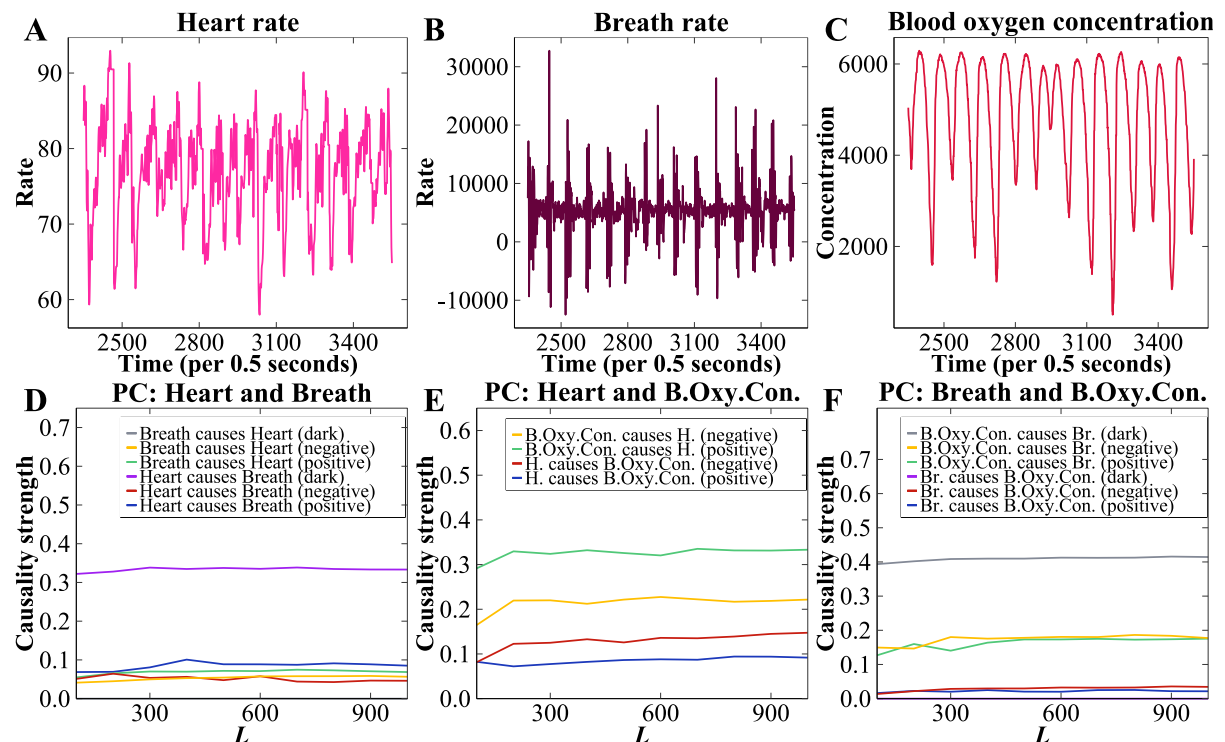 A
Heart rate
Rate
90
80
70
60
2500
2800
3100
3400
Time (per 0.5 seconds)
B
Breath rate
Rate
30000
20000
10000
0
-10000
2500
2800
3100
3400
Time (per 0.5 seconds)
C
Blood oxygen concentration
Concentration
6000
4000
2000
2500
2800
3100
3400
Time (per 0.5 seconds)
D
PC: Heart and Breath
Causality strength
0.7
0.6
0.5
0.4
0.3
0.2
0.1
0.0
Breath causes Heart (dark)
Breath causes Heart (negative)
Breath causes Heart (positive)
Heart causes Breath (dark)
Heart causes Breath (negative)
Heart causes Breath (positive)
300
600
900
L
E
PC: Heart and B.Oxy.Con.
Causality strength
0.6
0.5
0.4
0.3
0.2
0.1
0.0
B.Oxy.Con. causes H. (negative)
B.Oxy.Con. causes H. (positive)
H. causes B.Oxy.Con. (negative)
H. causes B.Oxy.Con. (positive)
300
600
900
L
F
PC: Breath and B.Oxy.Con.
Causality strength
0.7
0.6
0.5
0.4
0.3
0.2
0.1
0.0
B.Oxy.Con. causes Br. (dark)
B.Oxy.Con. causes Br. (negative)
B.Oxy.Con. causes Br. (positive)
Br. causes B.Oxy.Con. (dark)
Br. causes B.Oxy.Con. (negative)
Br. causes B.Oxy.Con. (positive)
300
600
900
L